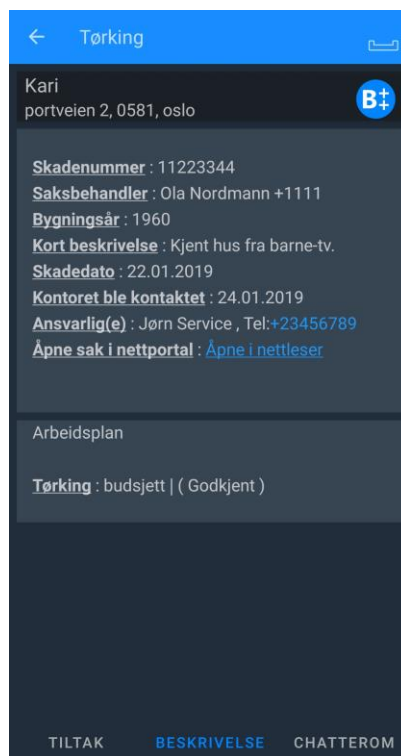 Tørking
Kari
portveien 2, 0581, oslo
B‡
Skadenummer : 11223344
Saksbehandler : Ola Nordmann +1111
Bygningsår : 1960
Kort beskrivelse : Kjent hus fra barne-tv.
Skadedato : 22.01.2019
Kontoret ble kontaktet : 24.01.2019
Ansvarlig(e) : Jørn Service , Tel:+23456789
Åpne sak i nettportal : Åpne i nettleser
Arbeidsplan
Tørking : budsjett | ( Godkjent )
TILTAK BESKRIVELSE CHATTEROM